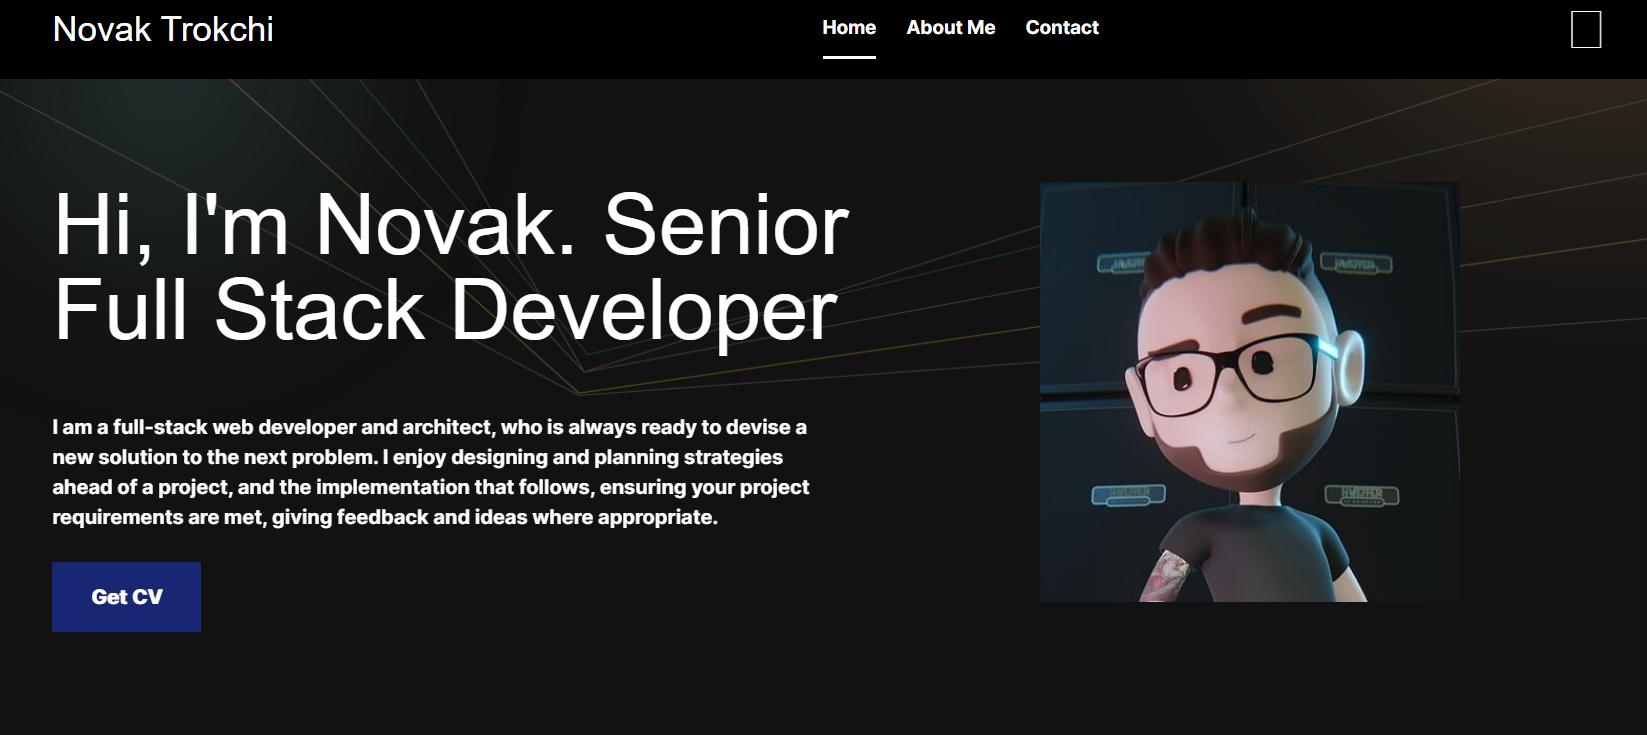 Novak Trokchi
Home
About Me
Contact
Hi, I'm Novak. Senior
Full Stack Developer
I am a full-stack web developer and architect, who is always ready to devise a
new solution to the next problem. I enjoy designing and planning strategies
ahead of a project, and the implementation that follows, ensuring your project
requirements are met, giving feedback and ideas where appropriate.
Get CV